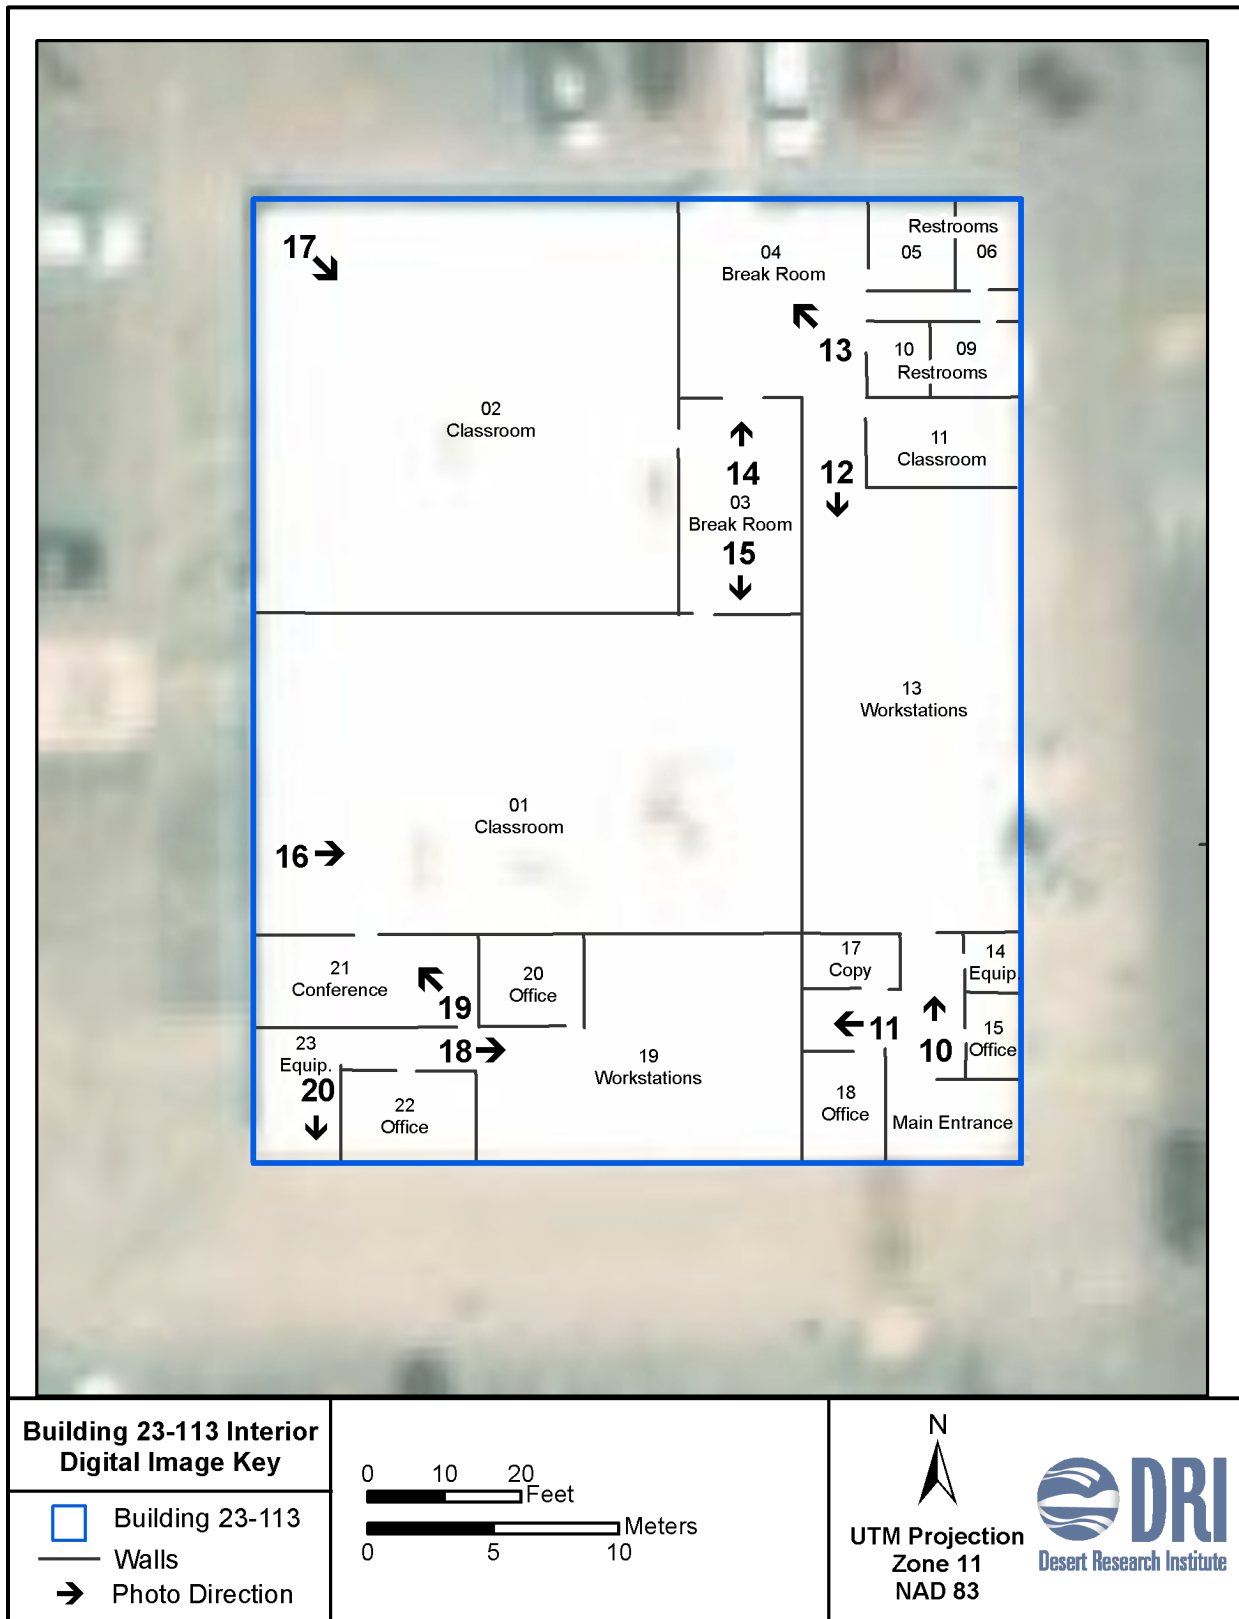 17
04
Break Room
Restrooms
05
06
13
10
09
Restrooms
02
Classroom
11
Classroom
14
12
03
Break Room
15
13
Workstations
01
Classroom
16
17
Copy
14
Equip.
21
Conference
20
Office
19
11
10
15
Office
23
Equip.
18
19
Workstations
20
22
Office
18
Office
Main Entrance
Building 23-113 Interior
Digital Image Key
Building 23-113
Walls
Photo Direction
0 10 20
Feet
Meters
0 5 10
N
UTM Projection
Zone 11
NAD 83
DRI
Desert Research Institute